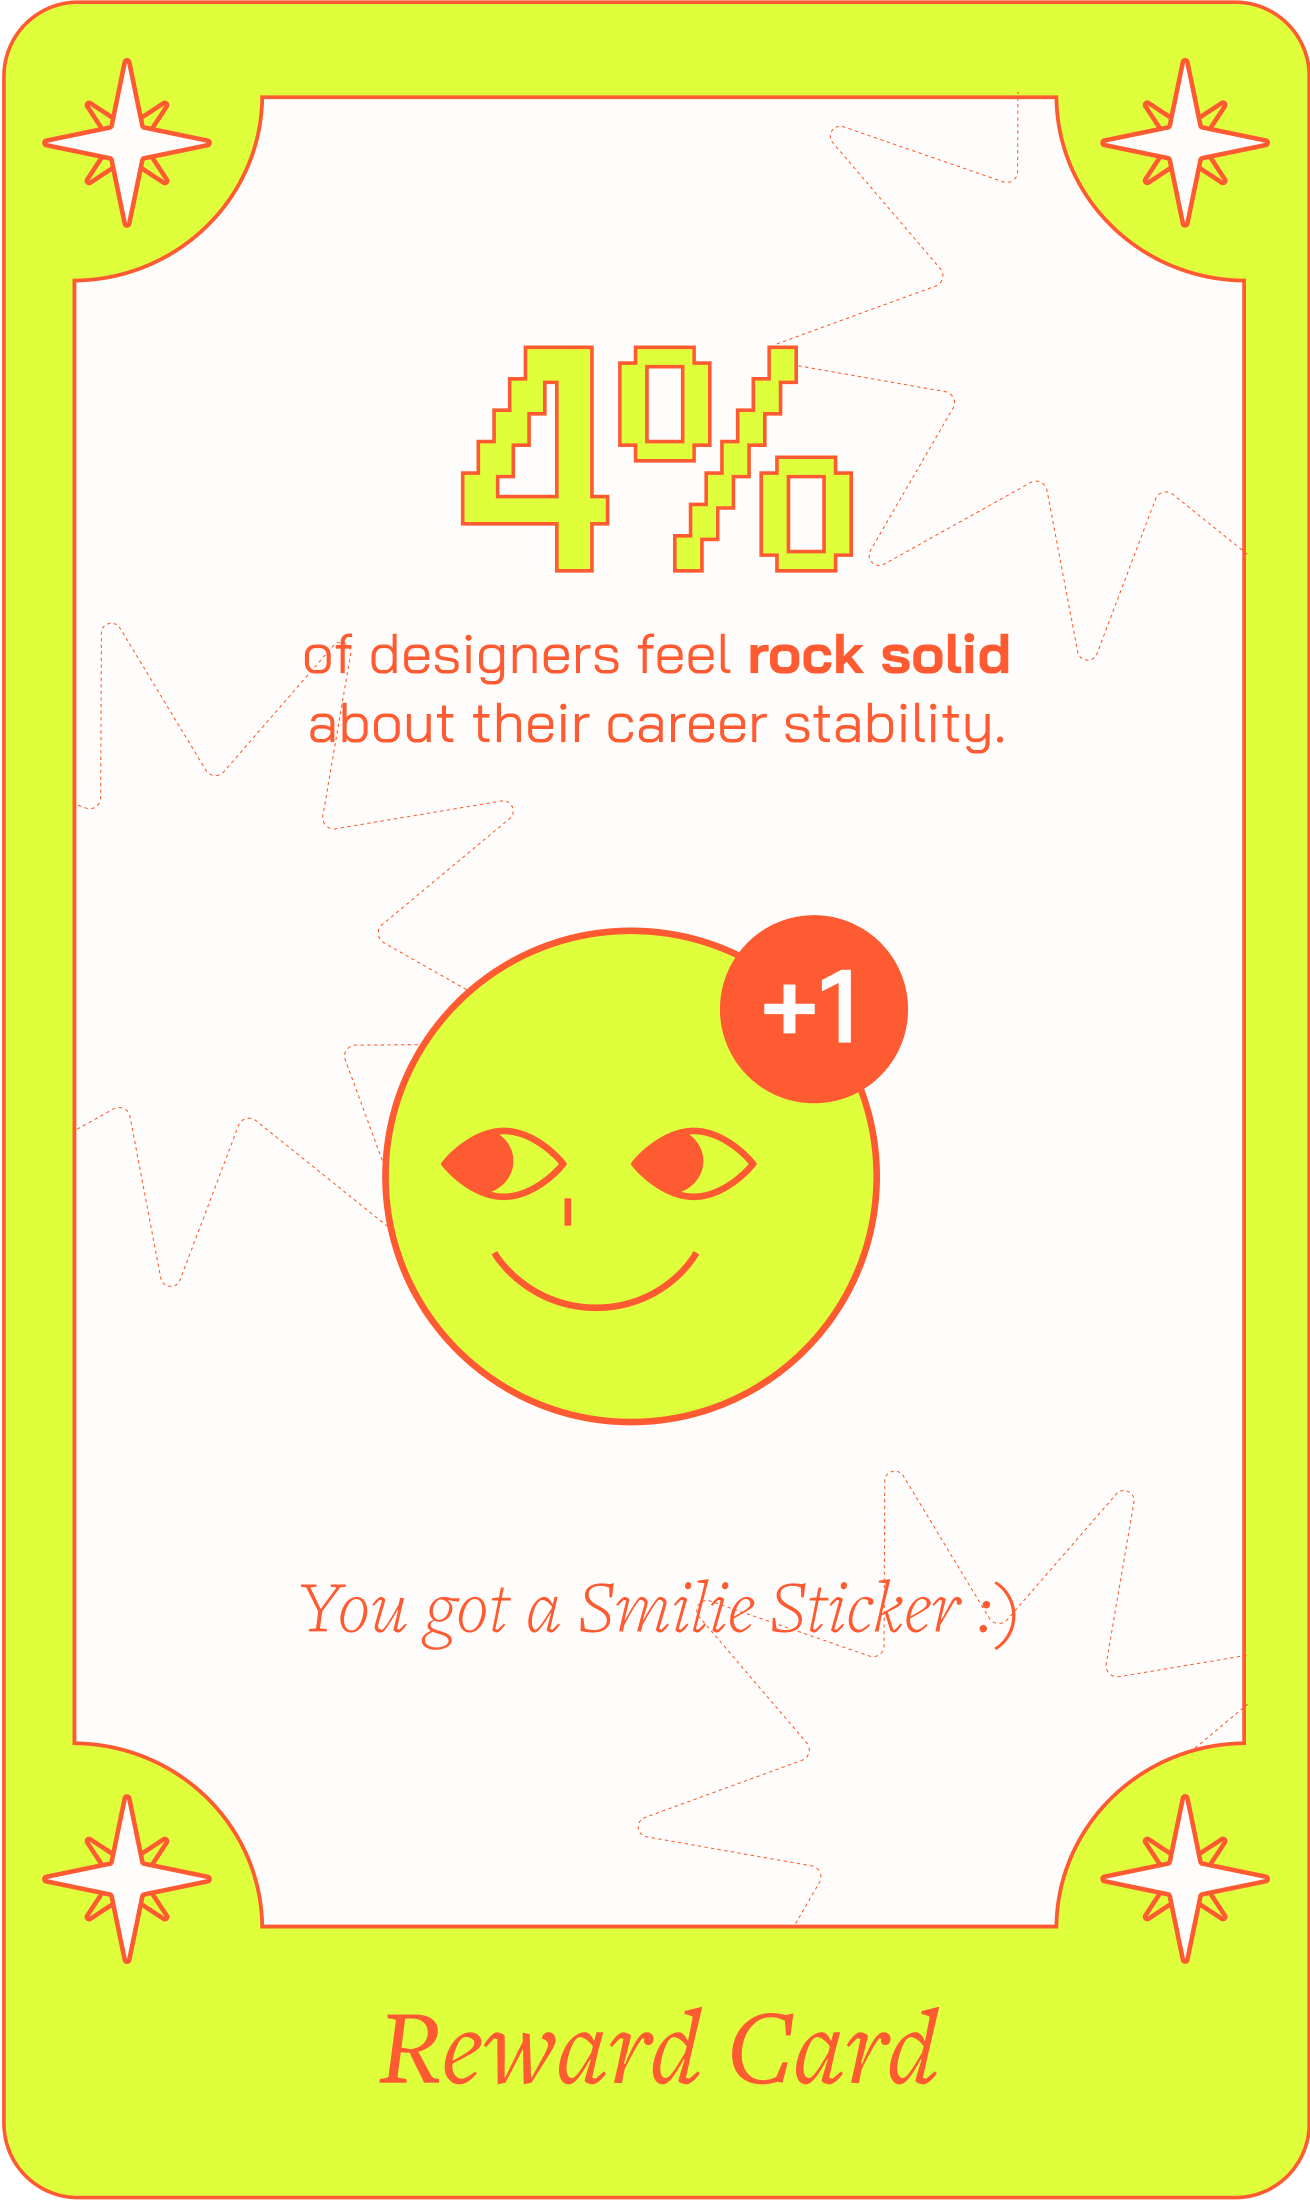 4%
of designers feel rock solid
about their career stability.
+1
You got a Smilie Sticker :)
Reward Card